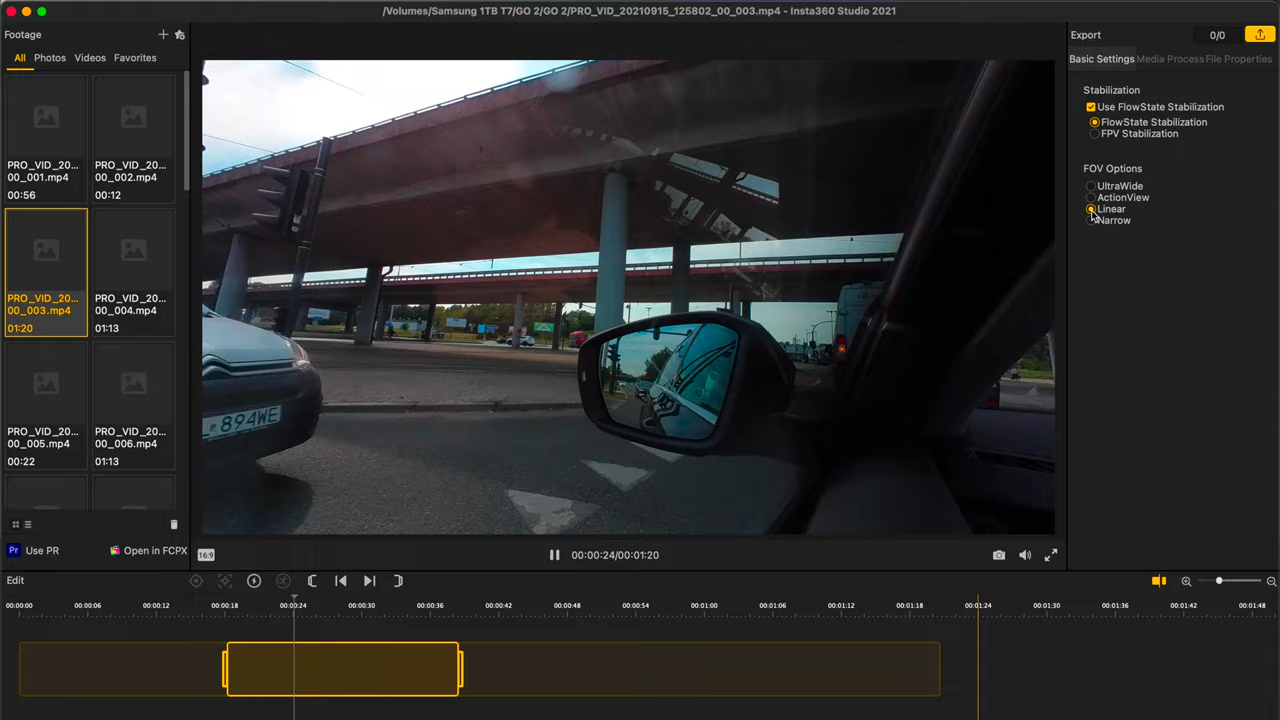 /Volumes/Samsung 1TB T7/GO 2/GO 2/PRO_VID_20210915_125802_00_003.mp4 - Insta360 Studio 2021
Footage
All Photos Videos Favorites
PRO_VID_20...
00_001.mp4
00:56
PRO_VID_20...
00_002.mp4
00:12
PRO_VID_20...
00_003.mp4
01:20
PRO_VID_20...
00_004.mp4
01:13
PRO_VID_20...
00_005.mp4
00:22
PRO_VID_20...
00_006.mp4
01:13
Pr Use PR
Open in FCPX
894WE
16:9
00:00:24/00:01:20
Export 0/0
Basic Settings Media Process File Properties
Stabilization
Use FlowState Stabilization
FlowState Stabilization
FPV Stabilization
FOV Options
UltraWide
ActionView
Linear
Narrow
Edit
00:00:00 00:00:06 00:00:12 00:00:18 00:00:24 00:00:30 00:00:36 00:00:42 00:00:48 00:00:54 00:01:00 00:01:06 00:01:12 00:01:18 00:01:24 00:01:30 00:01:36 00:01:42 00:01:48